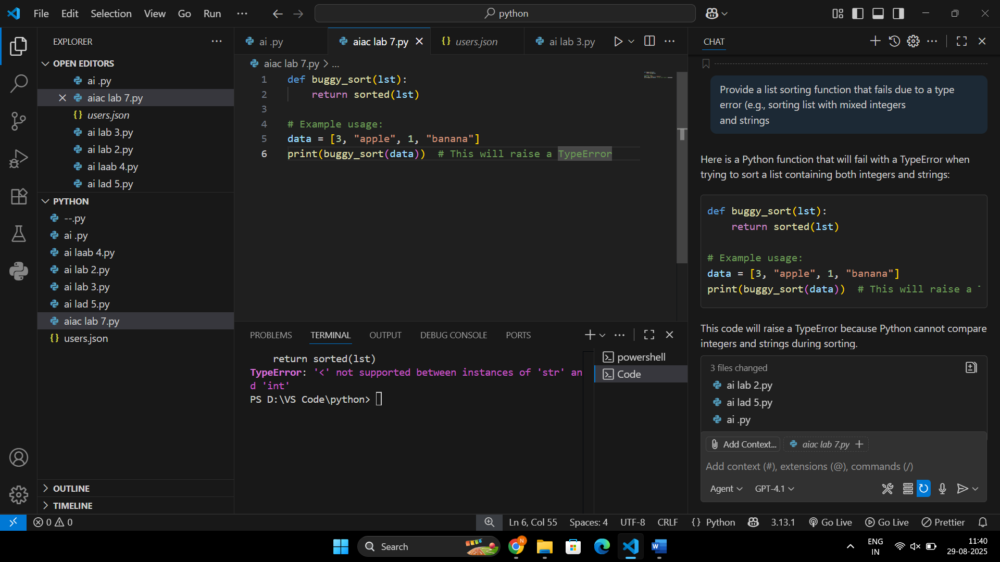 File Edit Selection View Go Run
python
EXPLORER
OPEN EDITORS
ai .py
aiac lab 7.py
users.json
ai lab 3.py
ai lab 2.py
ai laab 4.py
ai lad 5.py
PYTHON
--.py
ai .py
ai laab 4.py
ai lab 2.py
ai lab 3.py
ai lad 5.py
aiac lab 7.py
users.json
OUTLINE
TIMELINE
ai .py aiac lab 7.py users.json ai lab 3.py
aiac lab 7.py > ...
1 def buggy_sort(lst):
2 return sorted(lst)
3
4 # Example usage:
5 data = [3, "apple", 1, "banana"]
6 print(buggy_sort(data)) # This will raise a TypeError
PROBLEMS TERMINAL OUTPUT DEBUG CONSOLE PORTS
return sorted(lst)
TypeError: '<' not supported between instances of 'str' an
d 'int'
PS D:\VS Code\python>
powershell
Code
CHAT
Provide a list sorting function that fails due to a type
error (e.g., sorting list with mixed integers
and strings
Here is a Python function that will fail with a TypeError when
trying to sort a list containing both integers and strings:
def buggy_sort(lst):
return sorted(lst)
# Example usage:
data = [3, "apple", 1, "banana"]
print(buggy_sort(data)) # This will raise a
This code will raise a TypeError because Python cannot compare
integers and strings during sorting.
3 files changed
ai lab 2.py
ai lad 5.py
ai .py
Add Context... aiac lab 7.py
Add context (#), extensions (@), commands (/)
Agent GPT-4.1
0 0 Ln 6, Col 55 Spaces: 4 UTF-8 CRLF {} Python 3.13.1 Go Live Go Live Prettier
Search
N
W
ENG
IN
11:40
29-08-2025